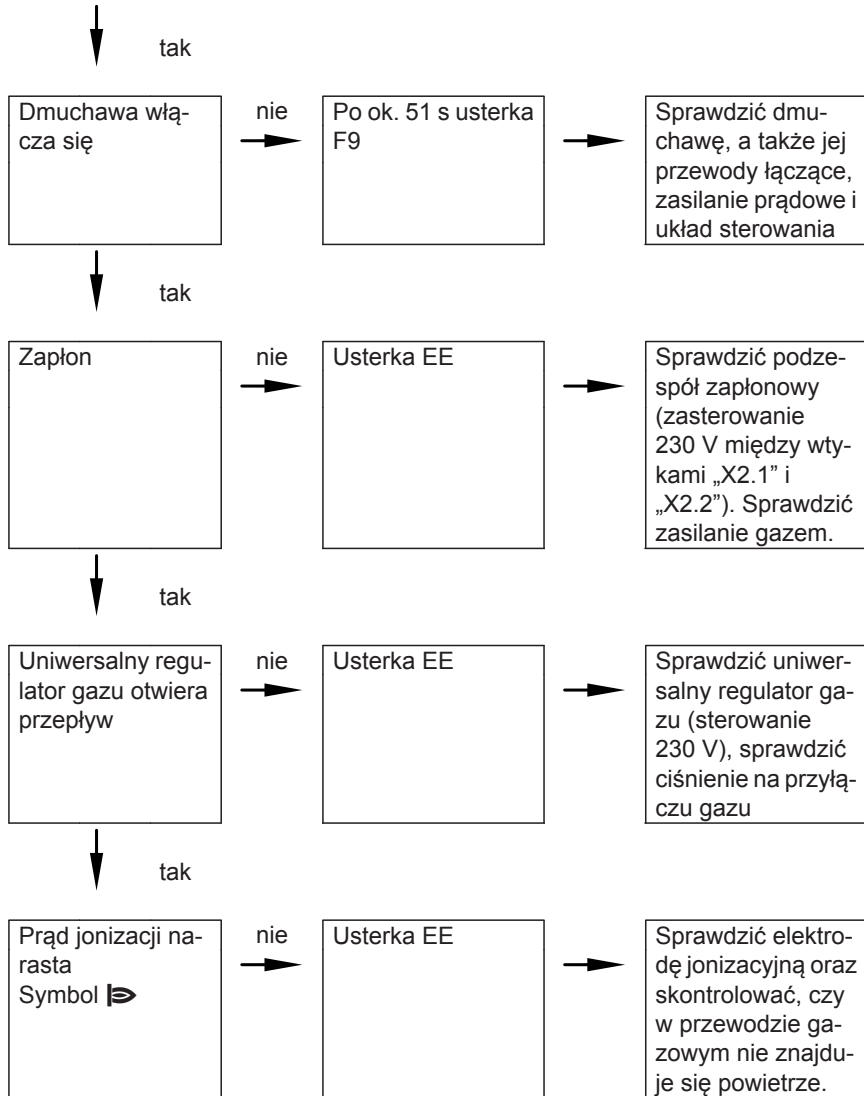 tak
Dmuchawa włą-
cza się
nie
Po ok. 51 s usterka
F9
Sprawdzić dmu-
chawę, a także jej
przewody łączące,
zasilanie prądowe i
układ sterowania
tak
Zapłon
nie
Usterka EE
Sprawdzić podze-
spół zapłonowy
(zasterowanie
230 V między wty-
kami „X2.1” i
„X2.2”). Sprawdzić
zasilanie gazem.
tak
Uniwersalny regu-
lator gazu otwiera
przepływ
nie
Usterka EE
Sprawdzić uniwer-
salny regulator ga-
zu (sterowanie
230 V), sprawdzić
ciśnienie na przyłą-
czu gazu
tak
Prąd jonizacji na-
rasta
Symbol
nie
Usterka EE
Sprawdzić elektro-
dę jonizacyjną oraz
skontrolować, czy
w przewodzie ga-
zowym nie znajdu-
je się powietrze.